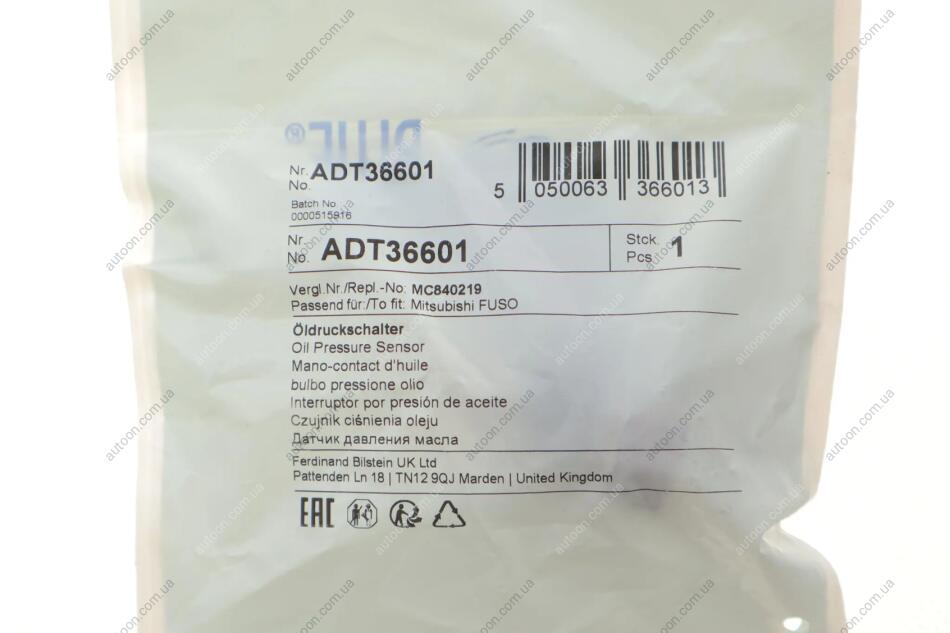 Nr. ADT36601
No.
5 050063 366013
Batch No
0000515916
Nr. ADT36601
No.
Stck. 1
Pcs.
Vergl.Nr./Repl.-No: MC840219
Passend für:/To fit: Mitsubishi FUSO
Öldruckschalter
Oil Pressure Sensor
Mano-contact d'huile
bulbo pressione olio
Interruptor por presión de aceite
Czujnik ciśnienia oleju
Датчик давления масла
Ferdinand Bilstein UK Ltd
Pattenden Ln 18 | TN12 9QJ Marden | United Kingdom
EAC
autoon.com.ua